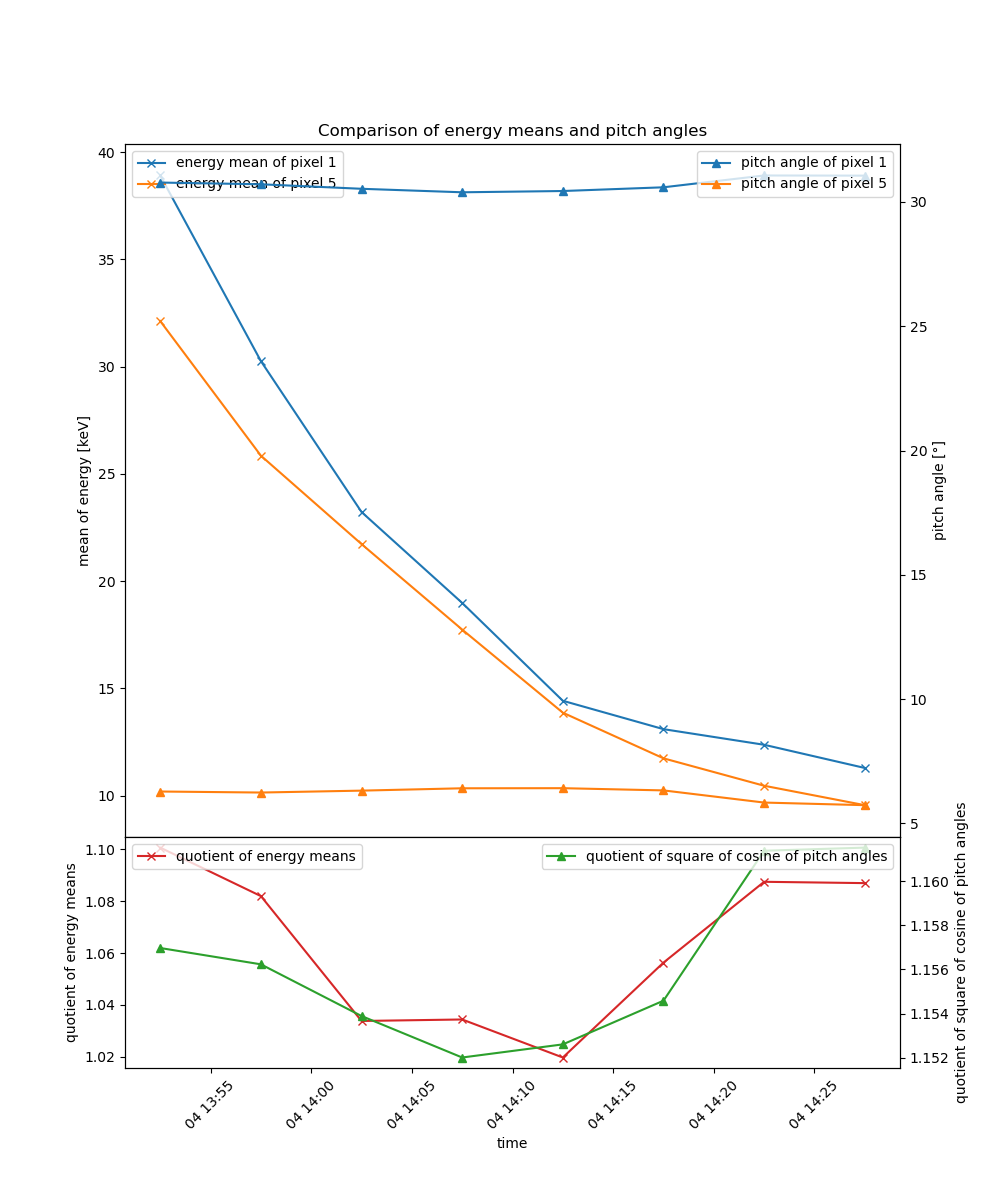 Comparison of energy means and pitch angles
energy mean of pixel 1
energy mean of pixel 5
pitch angle of pixel 1
pitch angle of pixel 5
40
35
30
25
20
15
10
mean of energy [keV]
30
25
20
15
10
5
pitch angle [°]
quotient of energy means
quotient of square of cosine of pitch angles
1.10
1.08
1.06
1.04
1.02
quotient of energy means
1.160
1.158
1.156
1.154
1.152
quotient of square of cosine of pitch angles
04 13:55
04 14:00
04 14:05
04 14:10
04 14:15
04 14:20
04 14:25
time